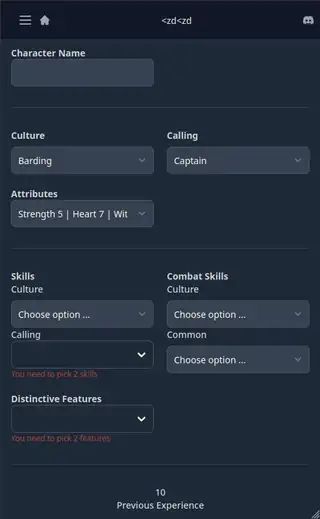 <zd<zd
Character Name
Culture
Calling
Barding
Captain
Attributes
Strength 5 | Heart 7 | Wit
Skills
Combat Skills
Culture
Culture
Choose option ...
Choose option ...
Calling
Common
Choose option ...
You need to pick 2 skills
Distinctive Features
You need to pick 2 features
10
Previous Experience